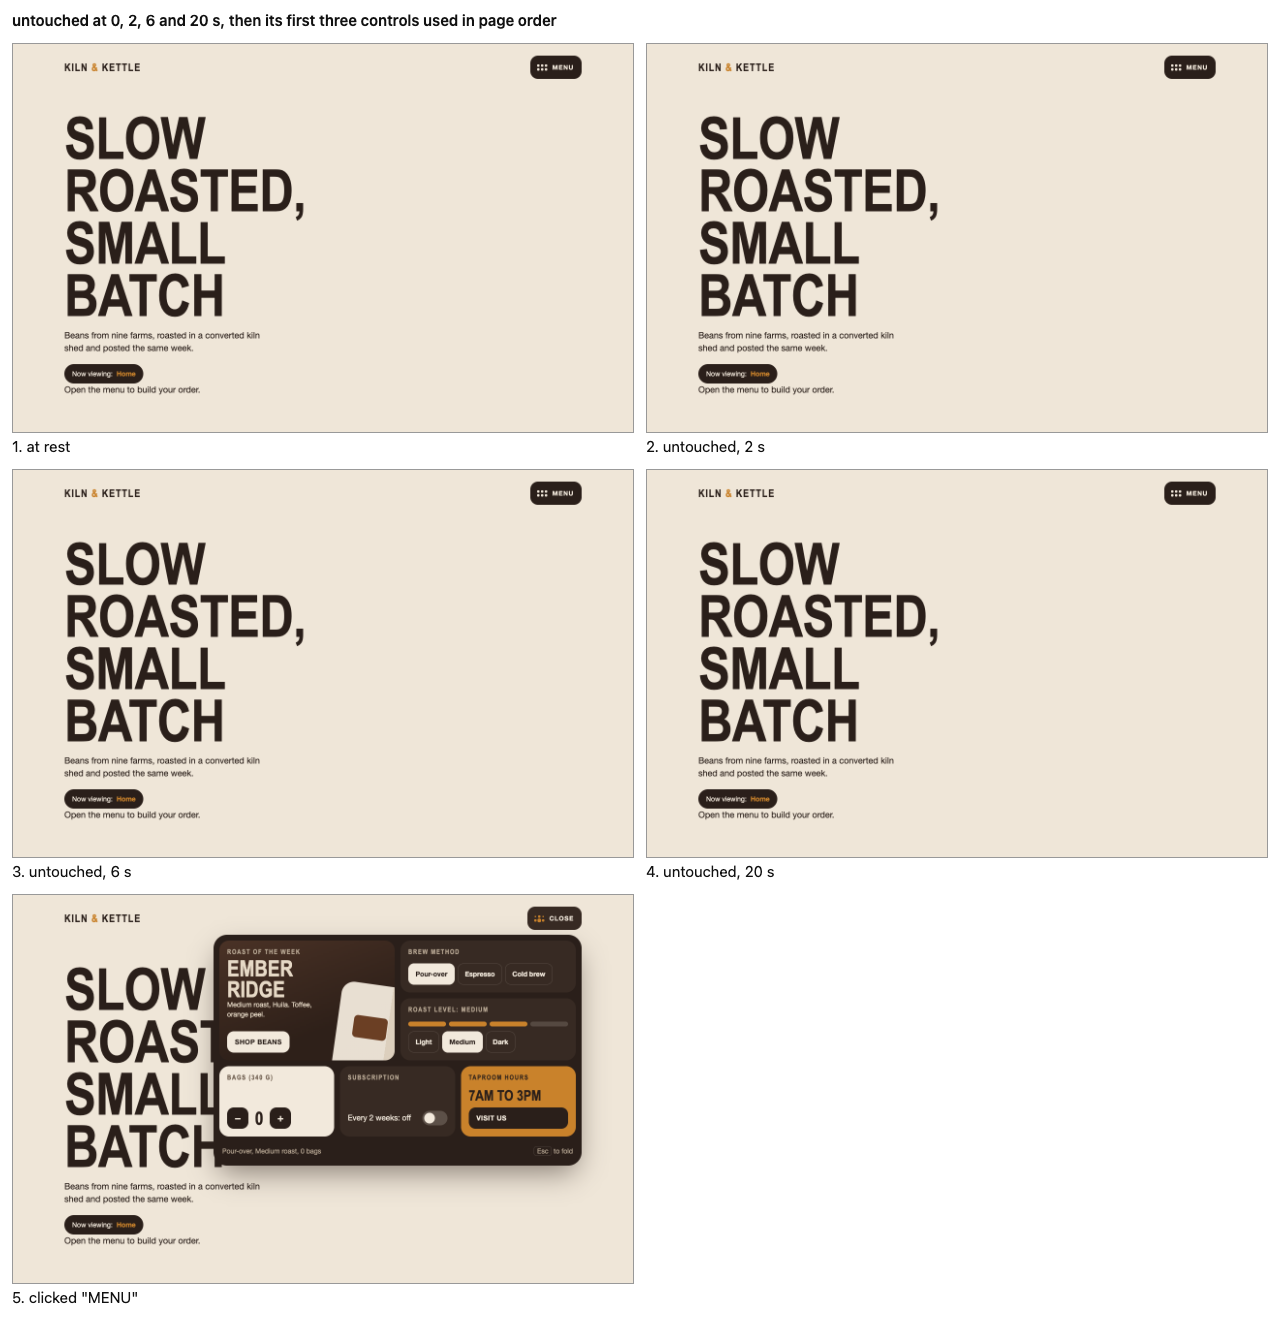 untouched at 0, 2, 6 and 20 s, then its first three controls used in page order
KILN & KETTLE
MENU
SLOW
ROASTED,
SMALL
BATCH
Beans from nine farms, roasted in a converted kiln
shed and posted the same week.
Now viewing: Home
Open the menu to build your order.
1. at rest
KILN & KETTLE
MENU
SLOW
ROASTED,
SMALL
BATCH
Beans from nine farms, roasted in a converted kiln
shed and posted the same week.
Now viewing: Home
Open the menu to build your order.
2. untouched, 2 s
KILN & KETTLE
MENU
SLOW
ROASTED,
SMALL
BATCH
Beans from nine farms, roasted in a converted kiln
shed and posted the same week.
Now viewing: Home
Open the menu to build your order.
3. untouched, 6 s
KILN & KETTLE
MENU
SLOW
ROASTED,
SMALL
BATCH
Beans from nine farms, roasted in a converted kiln
shed and posted the same week.
Now viewing: Home
Open the menu to build your order.
4. untouched, 20 s
KILN & KETTLE
CLOSE
SLOW
ROAST
SMALL
BATCH
ROAST OF THE WEEK
EMBER
RIDGE
Medium roast, Huila. Toffee,
orange peel.
SHOP BEANS
BREW METHOD
Pour-over
Espresso
Cold brew
ROAST LEVEL: MEDIUM
Light
Medium
Dark
BAGS (340 G)
− 0 +
SUBSCRIPTION
Every 2 weeks: off
TAPROOM HOURS
7AM TO 3PM
VISIT US
Pour-over, Medium roast, 0 bags
Esc to fold
Beans from nine farms, roasted in a converted kiln
shed and posted the same week.
Now viewing: Home
Open the menu to build your order.
5. clicked "MENU"